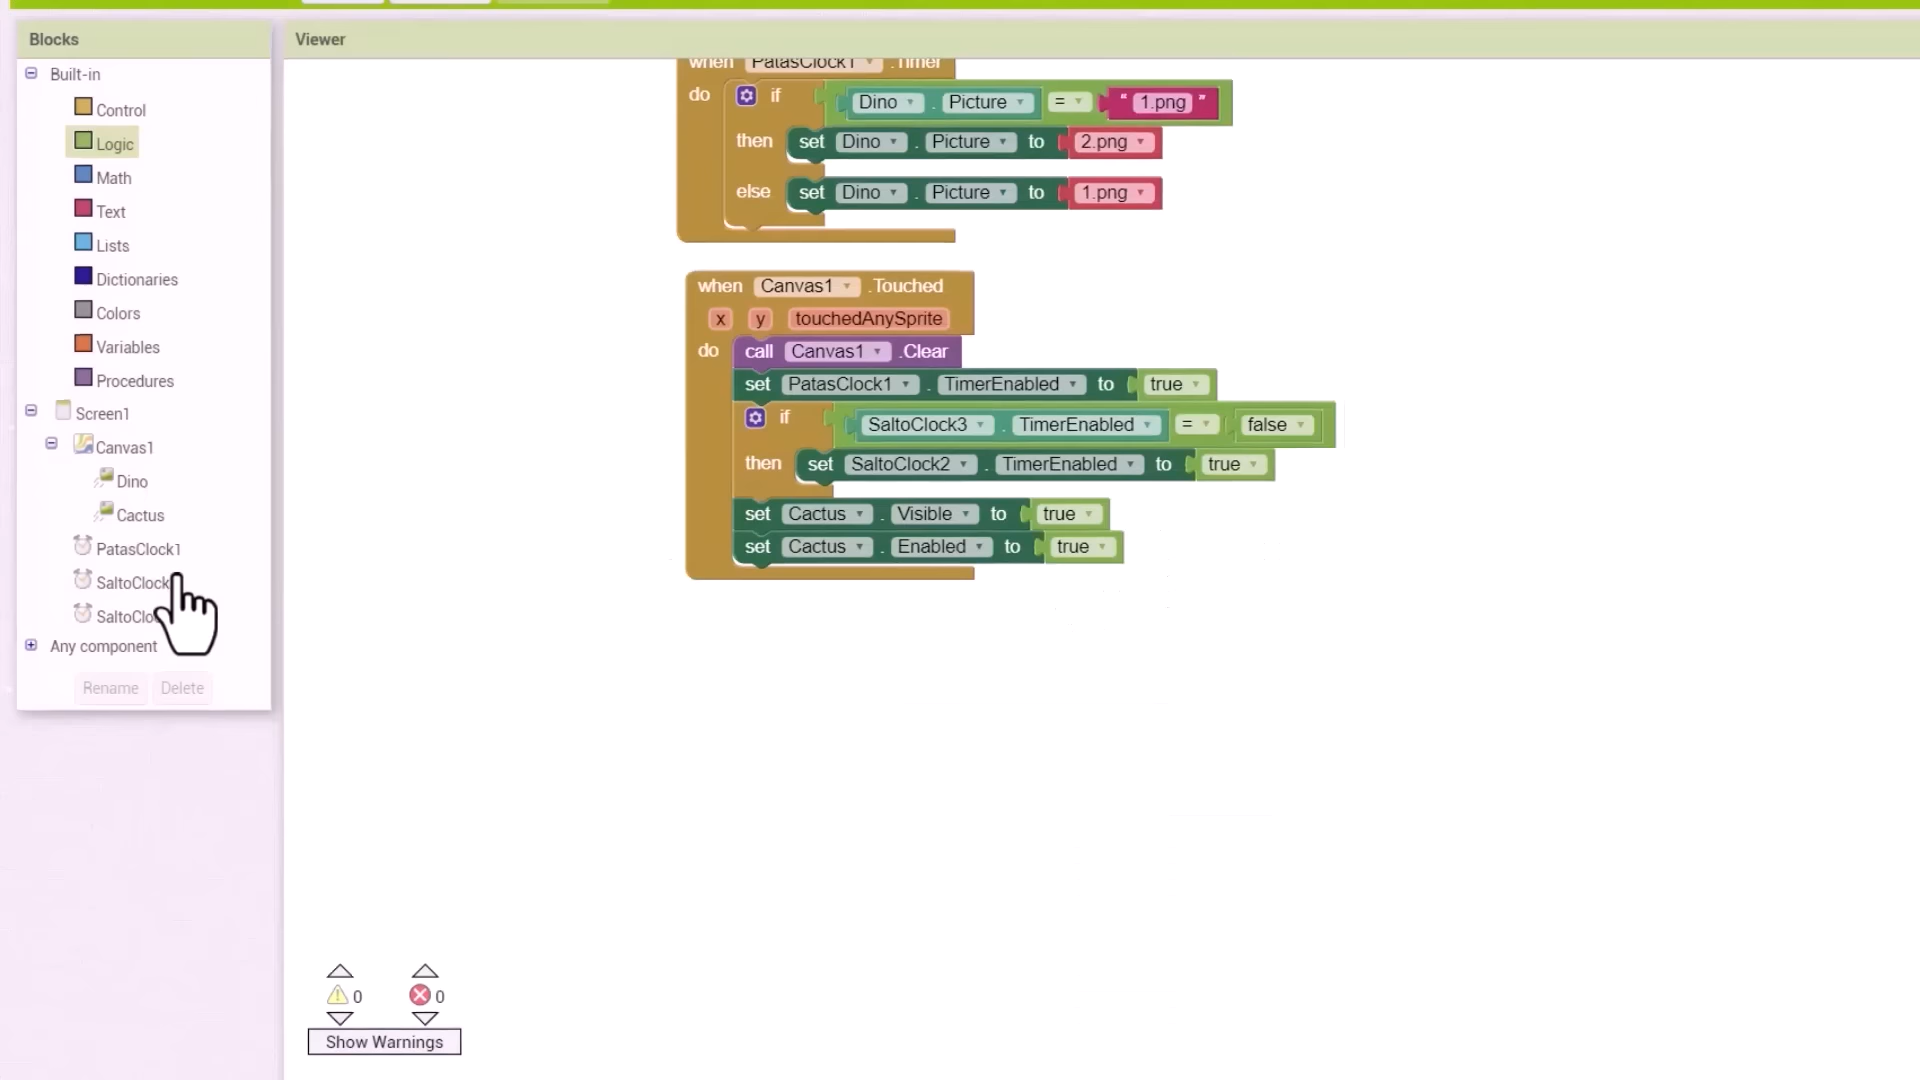 Blocks
Viewer
Built-in
Control
Logic
Math
Text
Lists
Dictionaries
Colors
Variables
Procedures
Screen1
Canvas1
Dino
Cactus
PatasClock1
SaltoClock
SaltoClo
Any component
Rename Delete
when PatasClock1 .Timer
do if Dino . Picture = " 1.png "
then set Dino . Picture to 2.png
else set Dino . Picture to 1.png
when Canvas1 .Touched
x y touchedAnySprite
do call Canvas1 .Clear
set PatasClock1 . TimerEnabled to true
if SaltoClock3 . TimerEnabled = false
then set SaltoClock2 . TimerEnabled to true
set Cactus . Visible to true
set Cactus . Enabled to true
0 0
Show Warnings